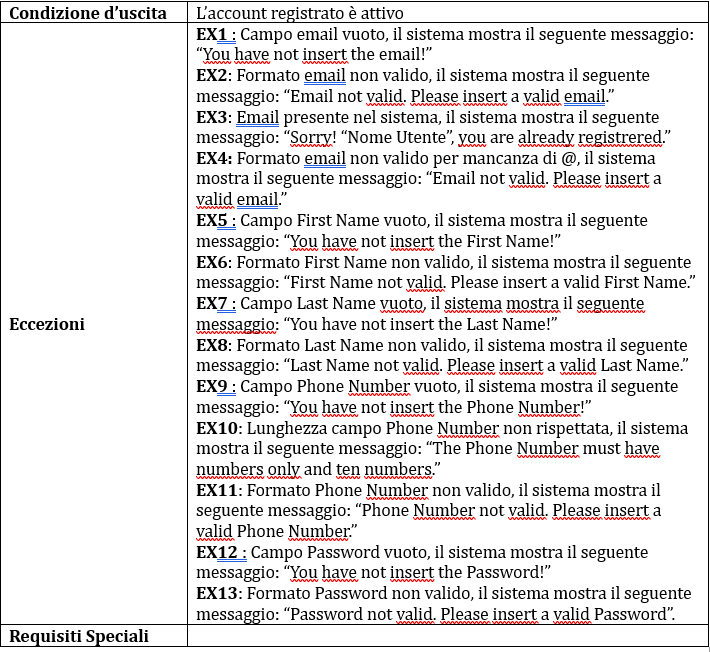 Condizione d’uscita L’account registrato è attivo
EX1 : Campo email vuoto, il sistema mostra il seguente messaggio:
“You have not insert the email!”
EX2: Formato email non valido, il sistema mostra il seguente
messaggio: “Email not valid. Please insert a valid email.”
EX3: Email presente nel sistema, il sistema mostra il seguente
messaggio: “Sorry! “Nome Utente”, you are already registrered.”
EX4: Formato email non valido per mancanza di @, il sistema
mostra il seguente messaggio: “Email not valid. Please insert a
valid email.”
EX5 : Campo First Name vuoto, il sistema mostra il seguente
messaggio: “You have not insert the First Name!”
EX6: Formato First Name non valido, il sistema mostra il seguente
messaggio: “First Name not valid. Please insert a valid First Name.”
EX7 : Campo Last Name vuoto, il sistema mostra il seguente
Eccezioni messaggio: “You have not insert the Last Name!”
EX8: Formato Last Name non valido, il sistema mostra il seguente
messaggio: “Last Name not valid. Please insert a valid Last Name.”
EX9 : Campo Phone Number vuoto, il sistema mostra il seguente
messaggio: “You have not insert the Phone Number!”
EX10: Lunghezza campo Phone Number non rispettata, il sistema
mostra il seguente messaggio: “The Phone Number must have
numbers only and ten numbers.”
EX11: Formato Phone Number non valido, il sistema mostra il
seguente messaggio: “Phone Number not valid. Please insert a
valid Phone Number.”
EX12 : Campo Password vuoto, il sistema mostra il seguente
messaggio: “You have not insert the Password!”
EX13: Formato Password non valido, il sistema mostra il seguente
messaggio: “Password not valid. Please insert a valid Password”.
Requisiti Speciali